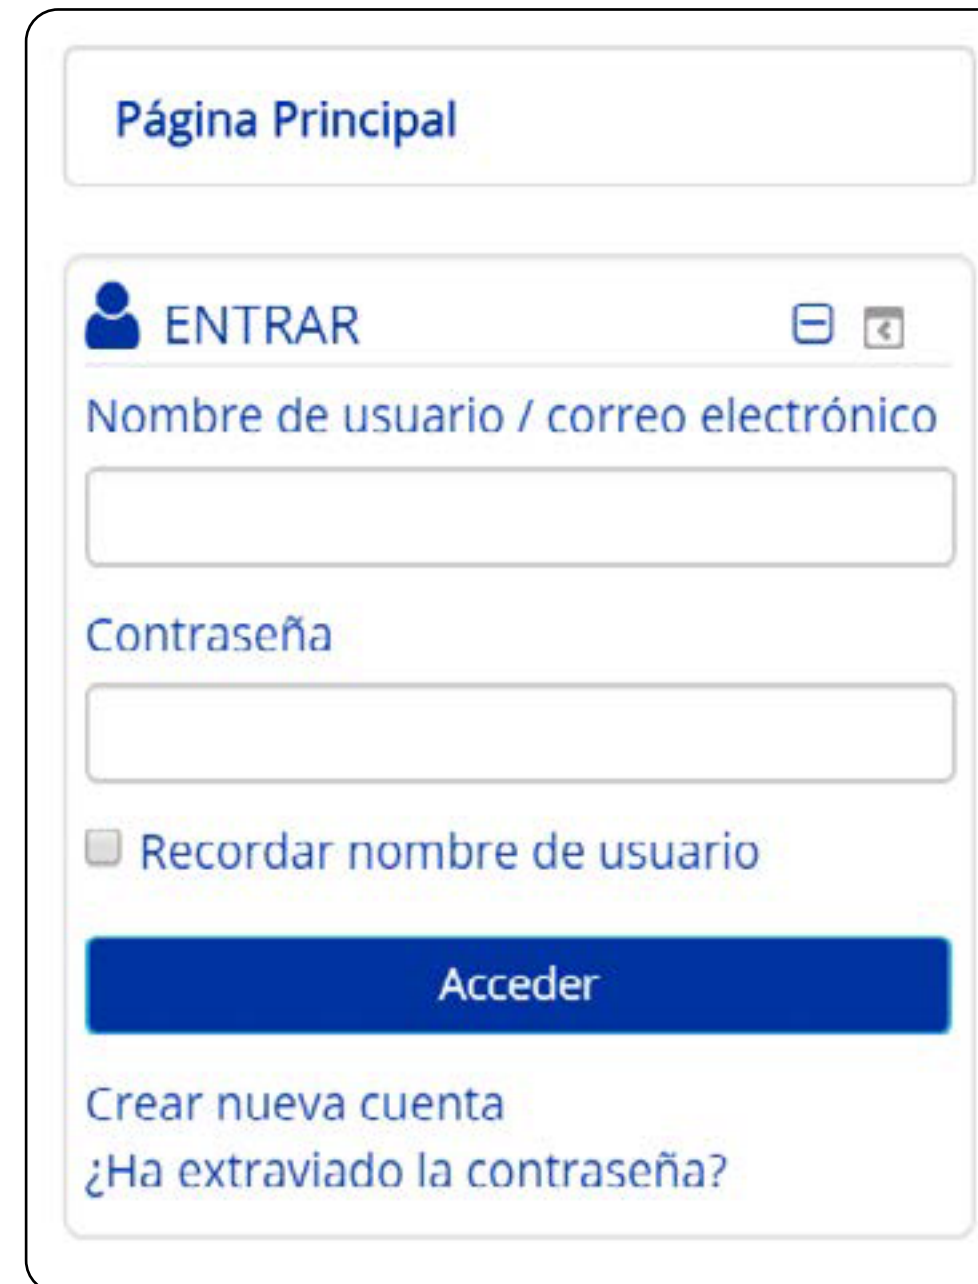 Página Principal
ENTRAR
Nombre de usuario / correo electrónico
Contraseña
Recordar nombre de usuario
Acceder
Crear nueva cuenta
¿Ha extraviado la contraseña?